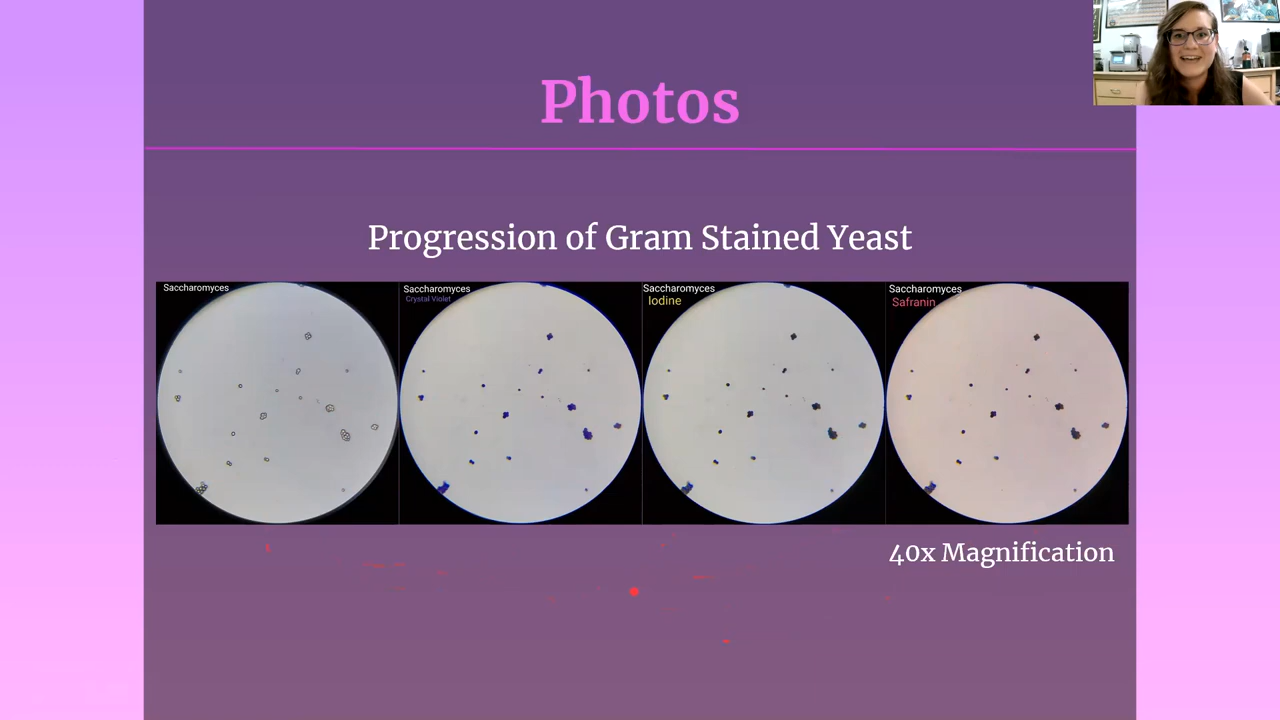 Photos
Progression of Gram Stained Yeast
Saccharomyces
Saccharomyces
Crystal Violet
Saccharomyces
Iodine
Saccharomyces
Safranin
40x Magnification